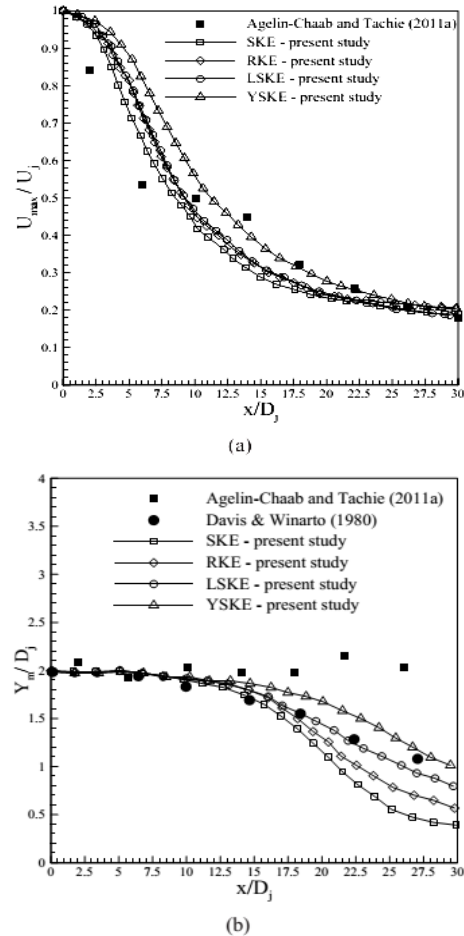 1
0.9
0.8
0.7
0.6
0.5
0.4
0.3
0.2
0.1
0
U_max / U_j
Agelin-Chaab and Tachie (2011a)
SKE - present study
RKE - present study
LSKE - present study
YSKE - present study
0 2.5 5 7.5 10 12.5 15 17.5 20 22.5 25 27.5 30
x/D_j
(a)
4
3.5
3
2.5
2
1.5
1
0.5
0
Y_m / D_j
Agelin-Chaab and Tachie (2011a)
Davis & Winarto (1980)
SKE - present study
RKE - present study
LSKE - present study
YSKE - present study
0 2.5 5 7.5 10 12.5 15 17.5 20 22.5 25 27.5 30
x/D_j
(b)